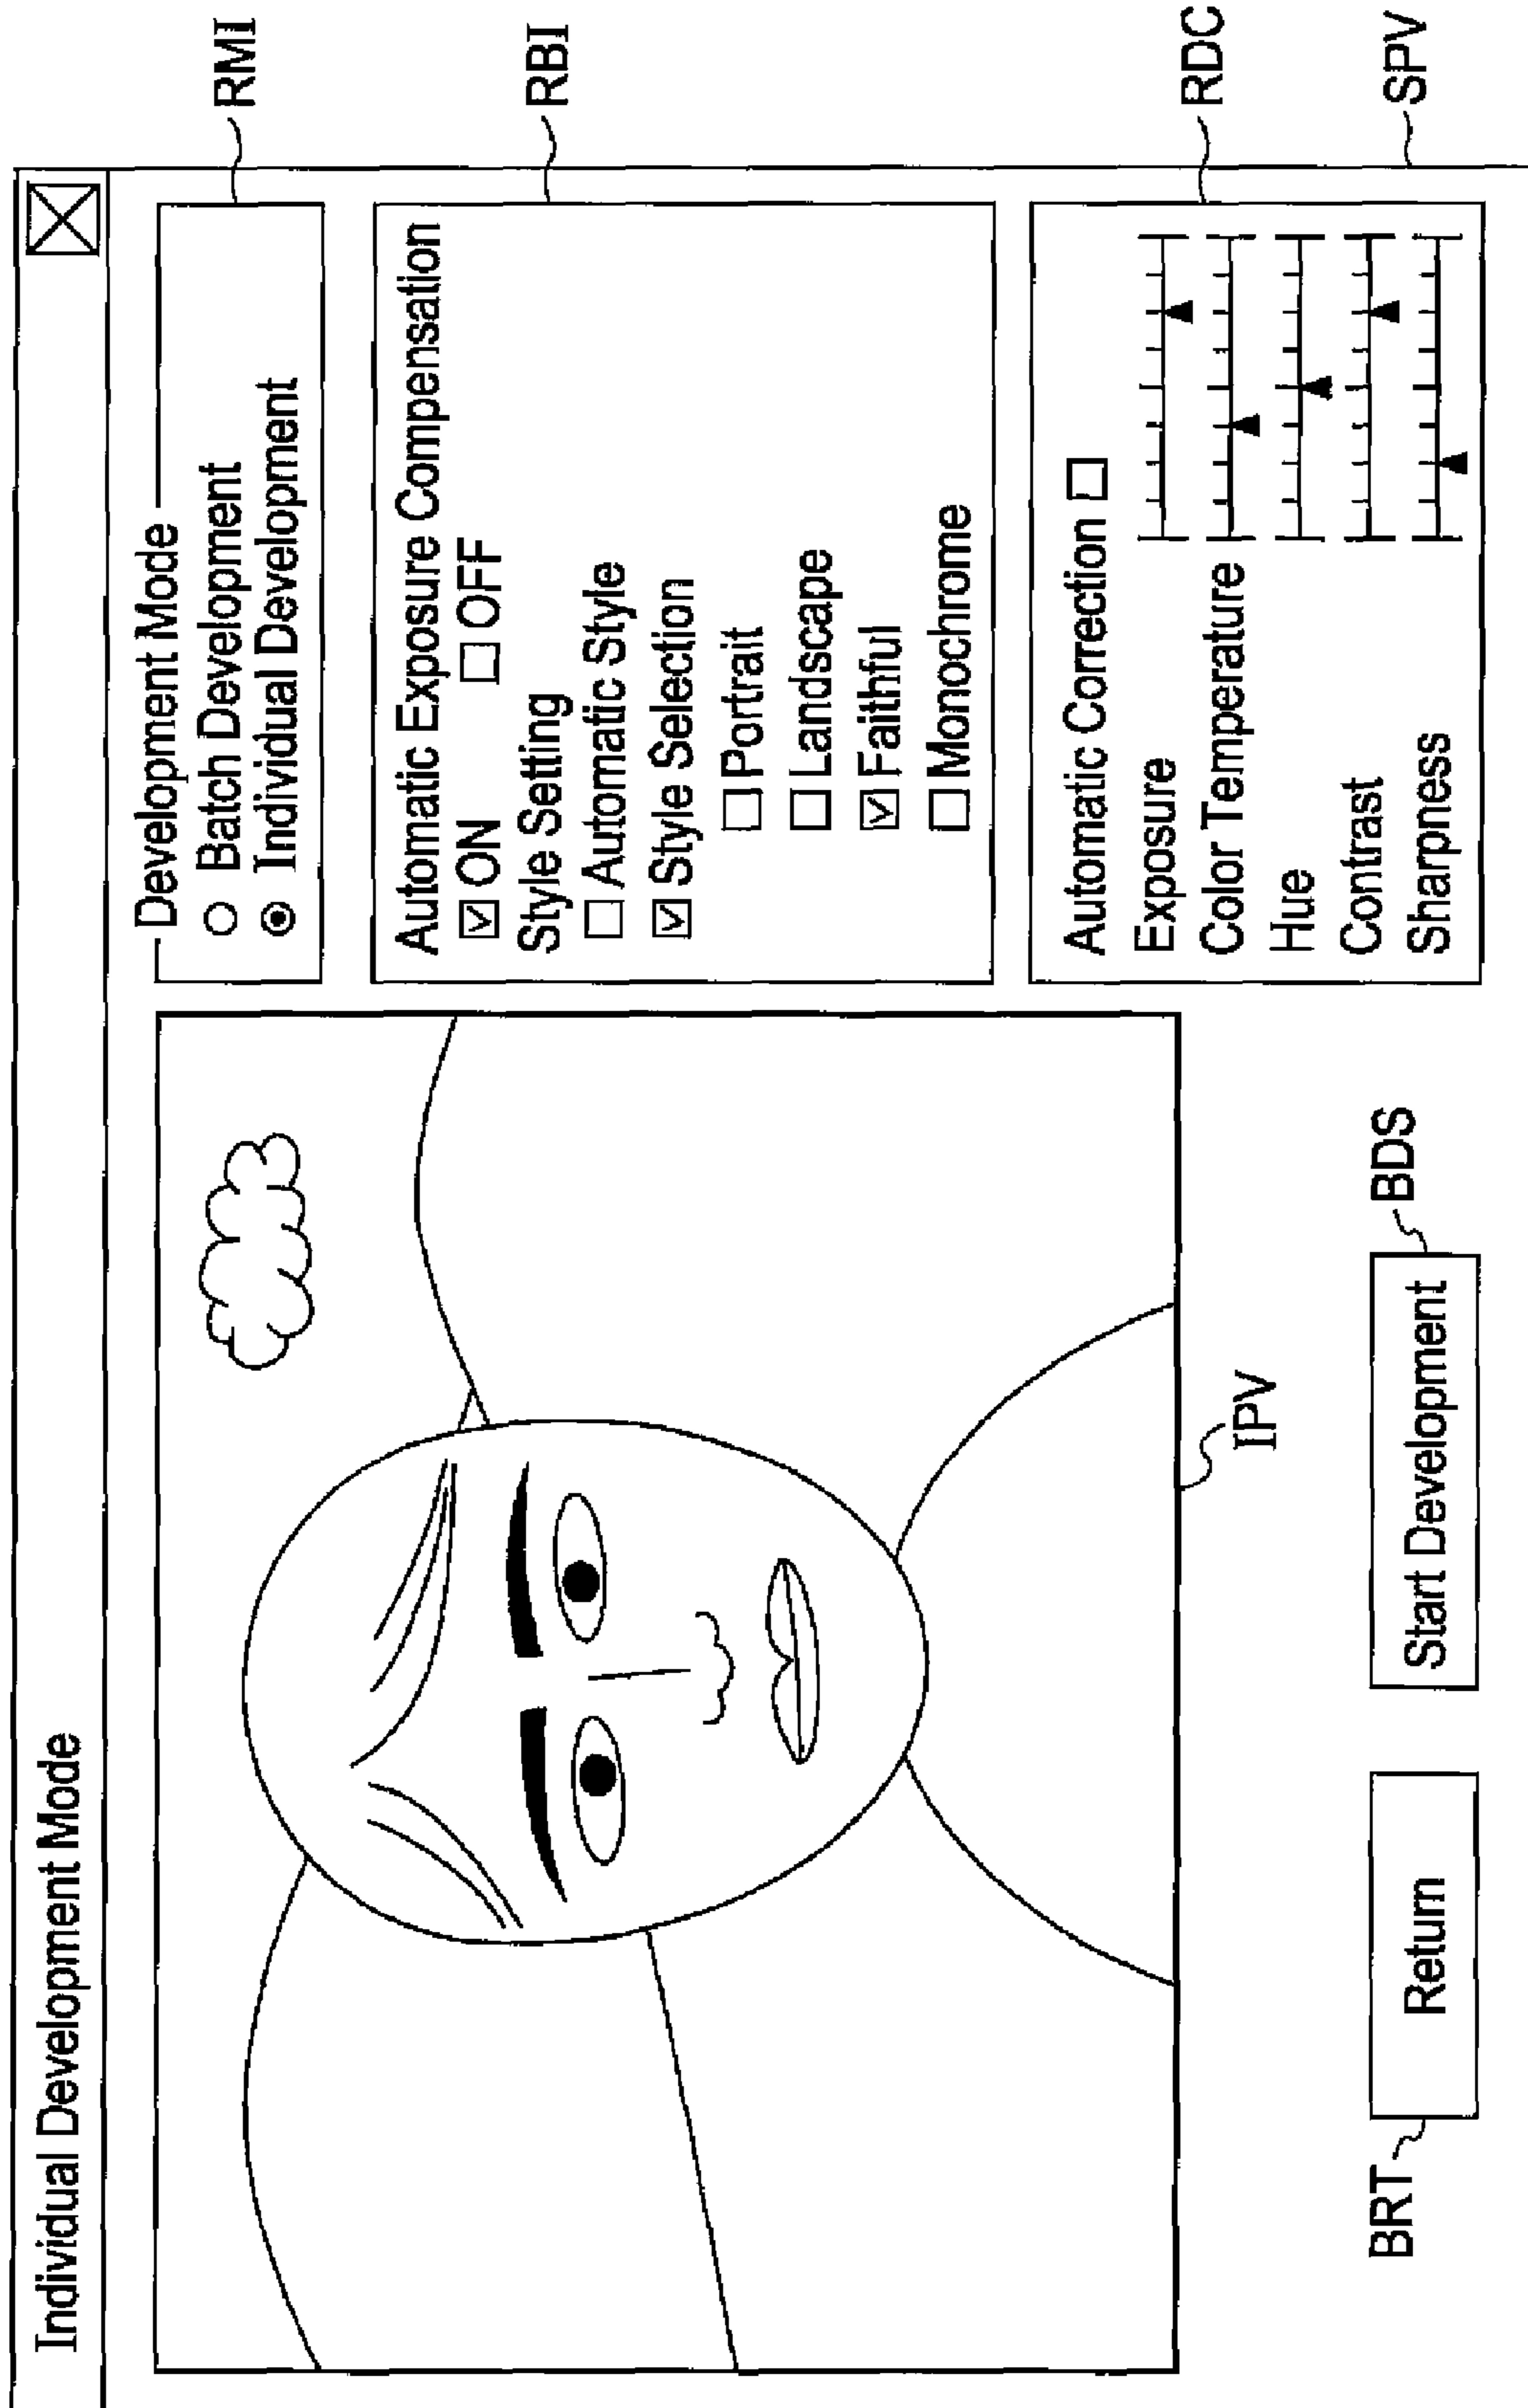 Individual Development Mode
Development Mode
Batch Development
Individual Development
RMI
Automatic Exposure Compensation
ON OFF
Style Setting
Automatic Style
Style Selection
Portrait
Landscape
Faithful
Monochrome
RBI
Automatic Correction
Exposure
Color Temperature
Hue
Contrast
Sharpness
RDC
SPV
IPV
BRT
Return
Start Development
BDS